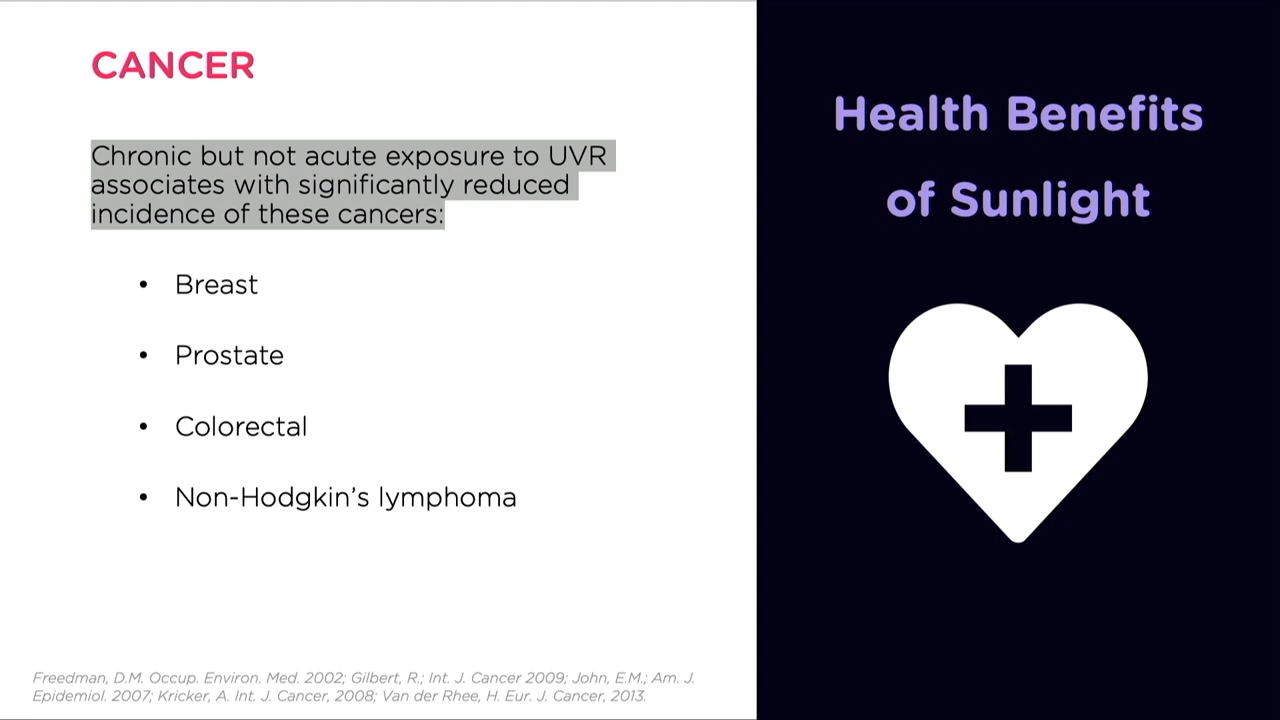 CANCER
Chronic but not acute exposure to UVR
associates with significantly reduced
incidence of these cancers:
• Breast
• Prostate
• Colorectal
• Non-Hodgkin’s lymphoma
Freedman, D.M. Occup. Environ. Med. 2002; Gilbert, R.; Int. J. Cancer 2009; John, E.M.; Am. J.
Epidemiol. 2007; Kricker, A. Int. J. Cancer, 2008; Van der Rhee, H. Eur. J. Cancer, 2013.
Health Benefits
of Sunlight